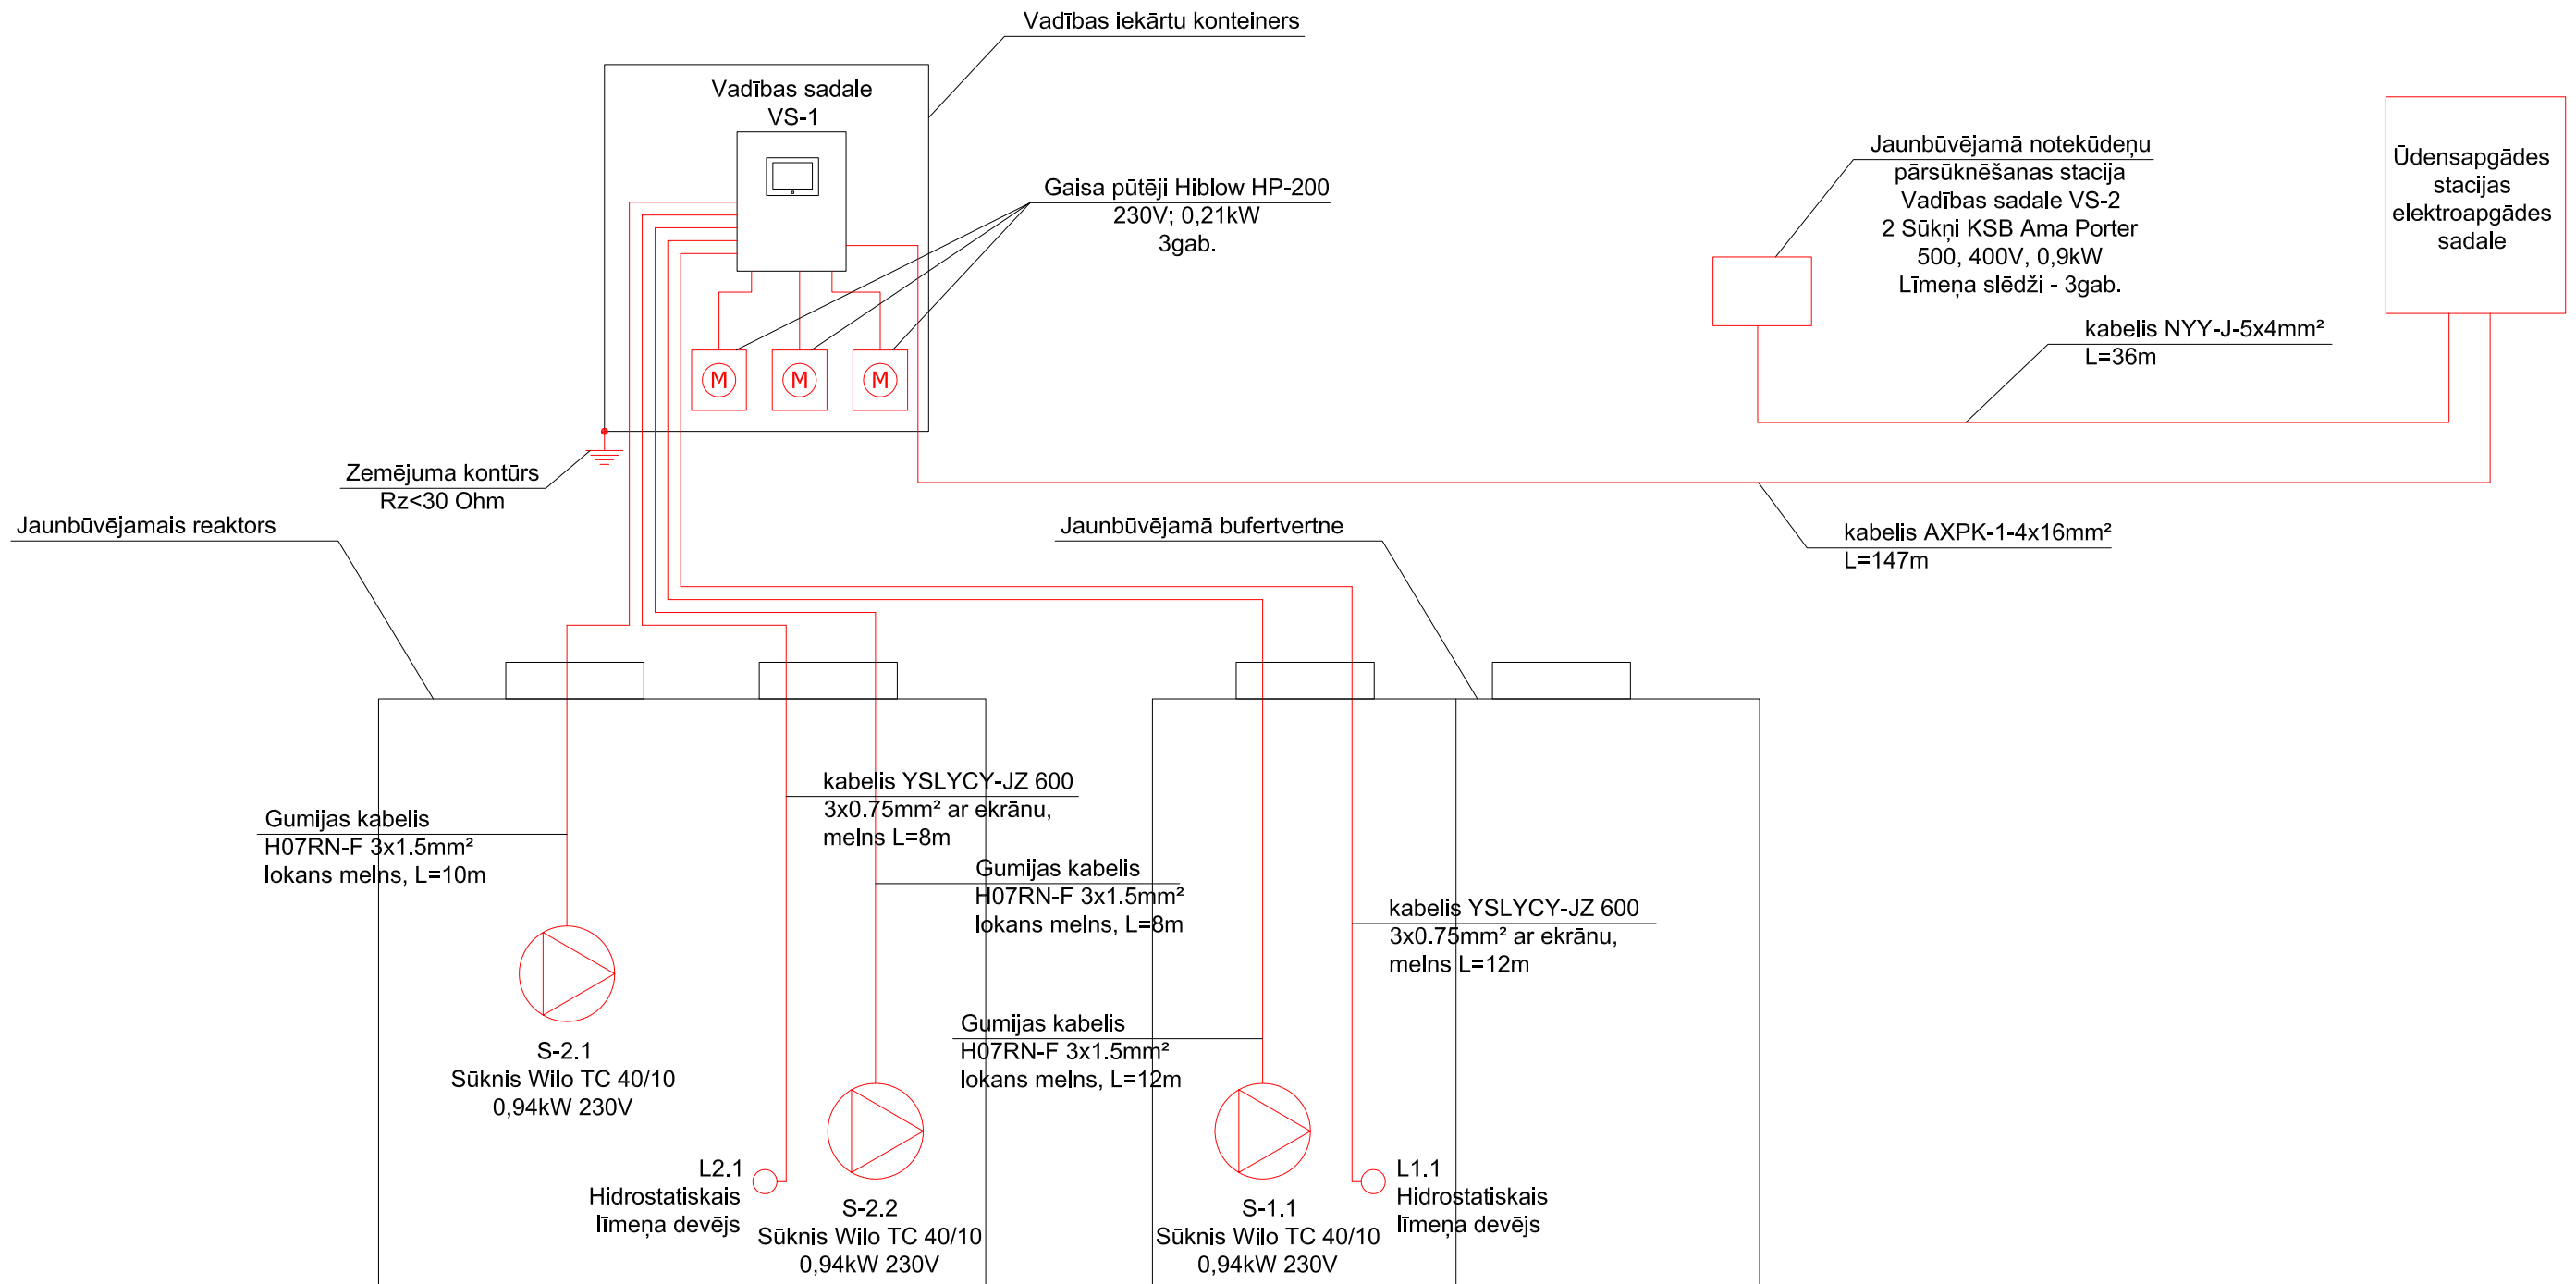 Vadības iekārtu konteiners
Vadības sadale
VS-1
Gaisa pūtēji Hiblow HP-200
230V; 0,21kW
3gab.
M
M
M
Jaunbūvējamā notekūdeņu
pārsūknēšanas stacija
Vadības sadale VS-2
2 Sūkņi KSB Ama Porter
500, 400V, 0,9kW
Līmeņa slēdži - 3gab.
Ūdensapgādes
stacijas
elektroapgādes
sadale
kabelis NYY-J-5x4mm²
L=36m
Zemējuma kontūrs
Rz<30 Ohm
Jaunbūvējamais reaktors
Jaunbūvējamā bufertvertne
kabelis AXPK-1-4x16mm²
L=147m
Gumijas kabelis
H07RN-F 3x1.5mm²
lokans melns, L=10m
kabelis YSLYCY-JZ 600
3x0.75mm² ar ekrānu,
melns L=8m
Gumijas kabelis
H07RN-F 3x1.5mm²
lokans melns, L=8m
kabelis YSLYCY-JZ 600
3x0.75mm² ar ekrānu,
melns L=12m
Gumijas kabelis
H07RN-F 3x1.5mm²
lokans melns, L=12m
S-2.1
Sūknis Wilo TC 40/10
0,94kW 230V
L2.1
Hidrostatiskais
līmeņa devējs
S-2.2
Sūknis Wilo TC 40/10
0,94kW 230V
S-1.1
Sūknis Wilo TC 40/10
0,94kW 230V
L1.1
Hidrostatiskais
līmeņa devējs